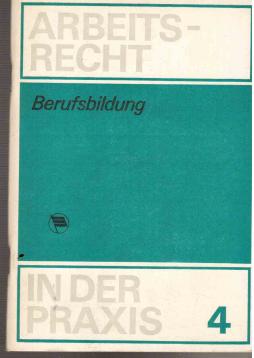 ARBEITS-
RECHT
Berufsbildung
IN DER
PRAXIS 4